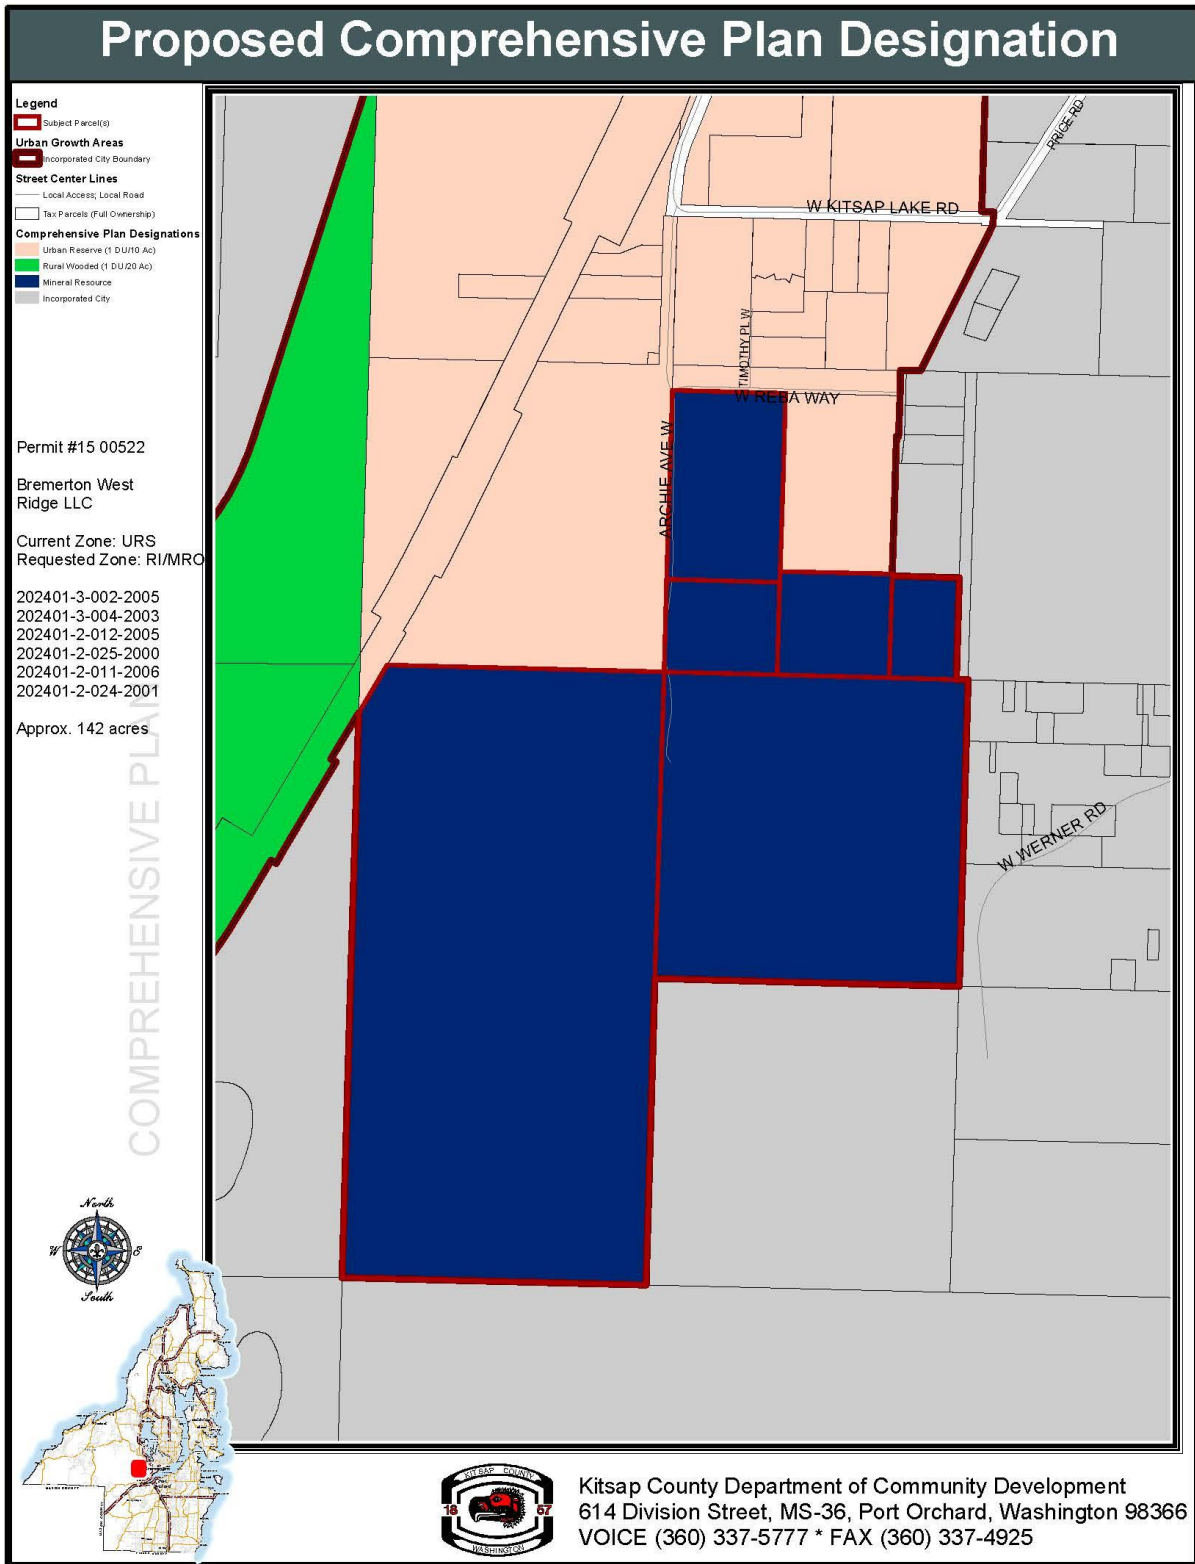 Proposed Comprehensive Plan Designation
Legend
Subject Parcel(s)
Urban Growth Areas
Incorporated City Boundary
Street Center Lines
Local Access; Local Road
Tax Parcels (Full Ownership)
Comprehensive Plan Designations
Urban Reserve (1 DU/10 Ac)
Rural Wooded (1 DU/20 Ac)
Mineral Resource
Incorporated City
Permit #15 00522
Bremerton West
Ridge LLC
Current Zone: URS
Requested Zone: RI/MRO
202401-3-002-2005
202401-3-004-2003
202401-2-012-2005
202401-2-025-2000
202401-2-011-2006
202401-2-024-2001
Approx. 142 acres
COMPREHENSIVE PLAN
PRICE RD
W KITSAP LAKE RD
TIMOTHY PL W
W REBA WAY
ARCHIE AVE W
W WERNER RD
North
W
E
South
KITSAP COUNTY
18
57
WASHINGTON
Kitsap County Department of Community Development
614 Division Street, MS-36, Port Orchard, Washington 98366
VOICE (360) 337-5777 * FAX (360) 337-4925